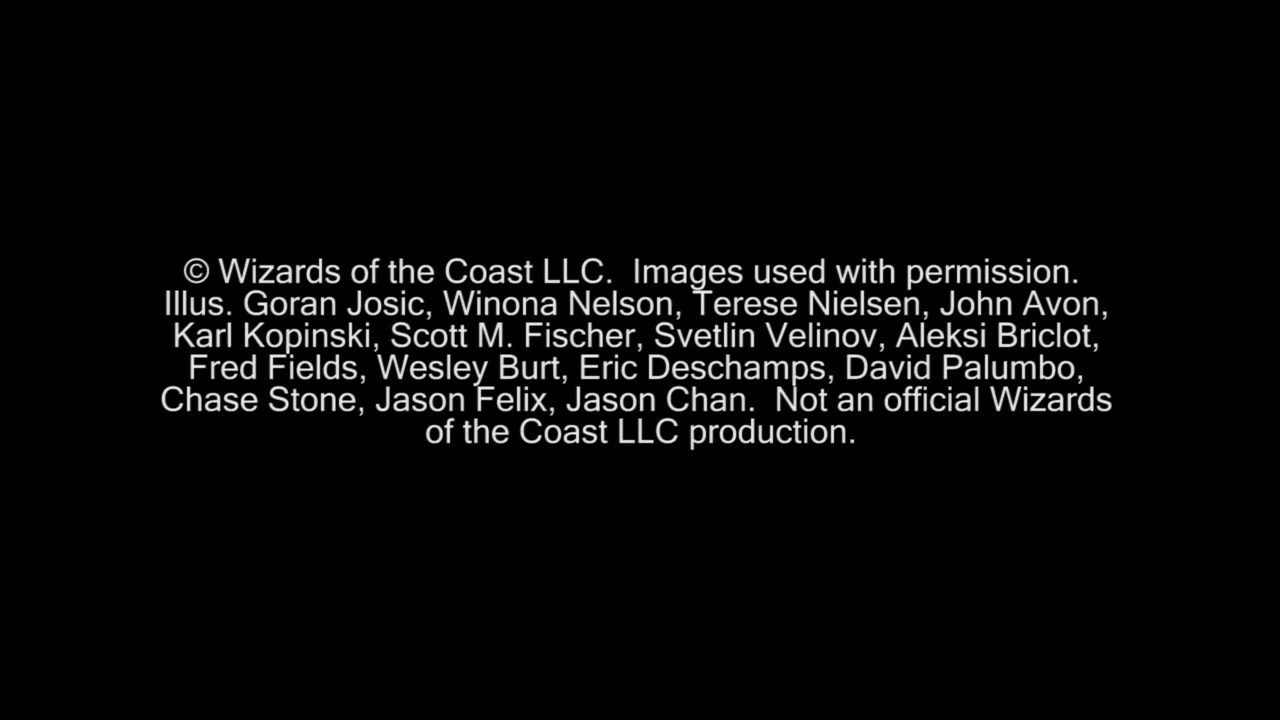 © Wizards of the Coast LLC.  Images used with permission.
Illus. Goran Josic, Winona Nelson, Terese Nielsen, John Avon,
Karl Kopinski, Scott M. Fischer, Svetlin Velinov, Aleksi Briclot,
Fred Fields, Wesley Burt, Eric Deschamps, David Palumbo,
Chase Stone, Jason Felix, Jason Chan.  Not an official Wizards
of the Coast LLC production.